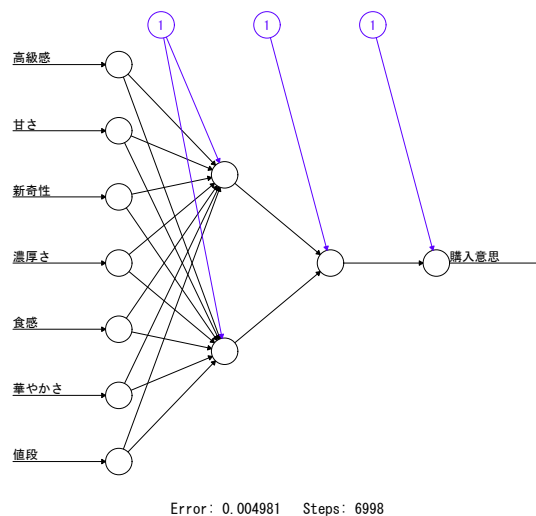 1 1 1
高級感
甘さ
新奇性
濃厚さ
購入意思
食感
華やかさ
値段
Error: 0.004981 Steps: 6998